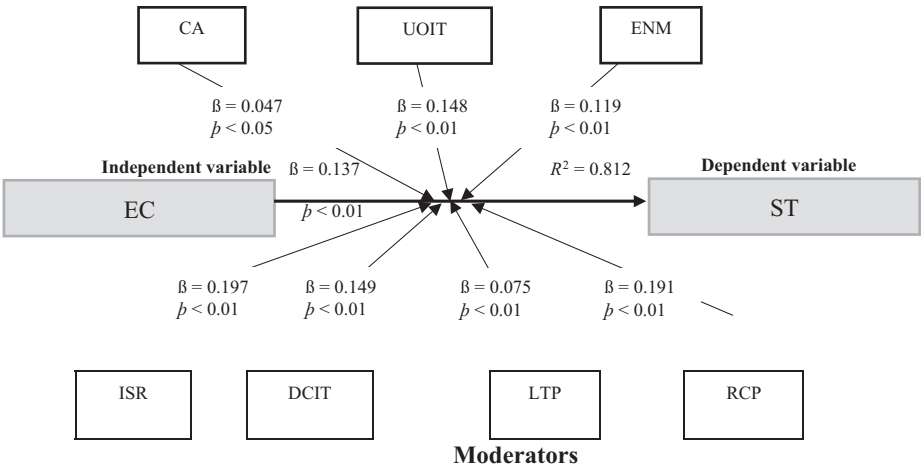 CA
UOIT
ENM
ß = 0.047
p < 0.05
ß = 0.148
p < 0.01
ß = 0.119
p < 0.01
Independent variable
ß = 0.137
R² = 0.812
Dependent variable
EC
p < 0.01
ST
ß = 0.197
p < 0.01
ß = 0.149
p < 0.01
ß = 0.075
p < 0.01
ß = 0.191
p < 0.01
ISR
DCIT
LTP
RCP
Moderators